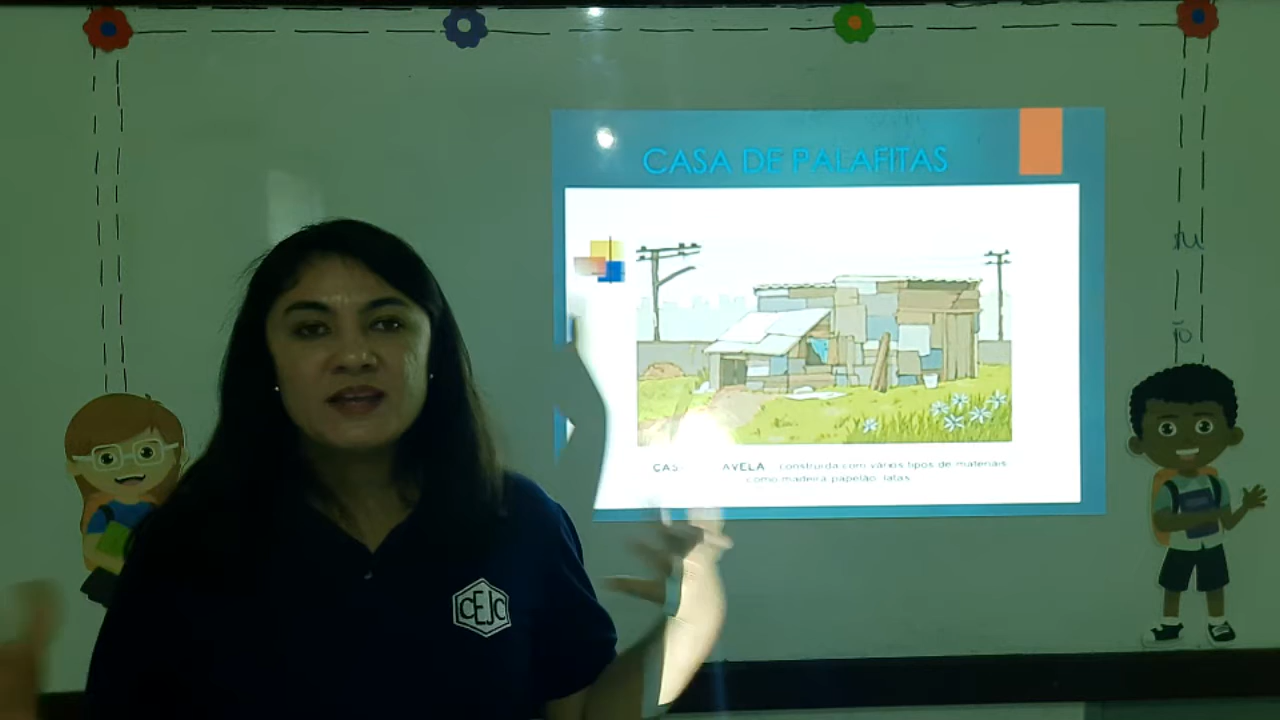 CASA DE PALAFITAS
CAS AVELA construída com vários tipos de materiais
como madeira papelão, latas
CEJC